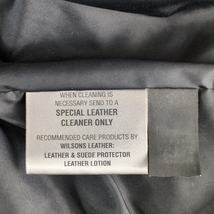 WHEN CLEANING IS
NECESSARY SEND TO A
SPECIAL LEATHER
CLEANER ONLY
RECOMMENDED CARE PRODUCTS BY
WILSONS LEATHER:
LEATHER & SUEDE PROTECTOR
LEATHER LOTION